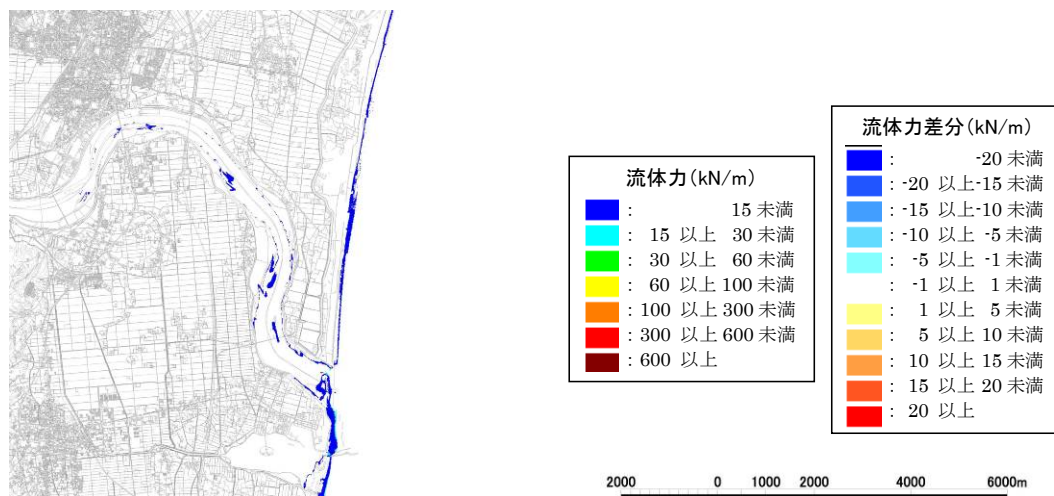 流体力(kN/m)
: 15 未満
: 15 以上 30 未満
: 30 以上 60 未満
: 60 以上 100 未満
: 100 以上 300 未満
: 300 以上 600 未満
: 600 以上
流体力差分(kN/m)
: -20 未満
: -20 以上 -15 未満
: -15 以上 -10 未満
: -10 以上 -5 未満
: -5 以上 -1 未満
: -1 以上 1 未満
: 1 以上 5 未満
: 5 以上 10 未満
: 10 以上 15 未満
: 15 以上 20 未満
: 20 以上
2000 0 1000 2000 4000 6000m